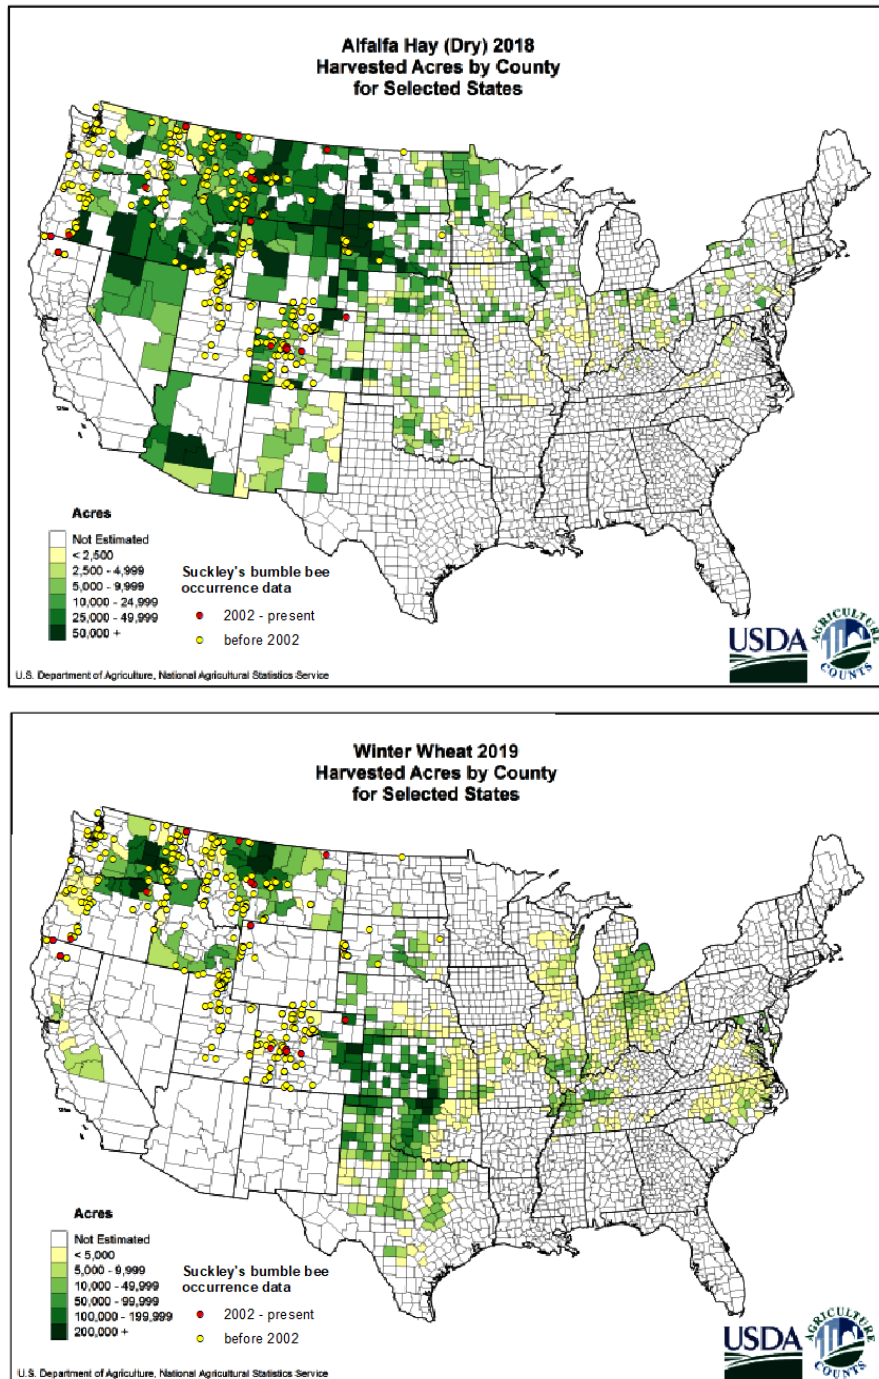 Alfalfa Hay (Dry) 2018
Harvested Acres by County
for Selected States
Acres
Not Estimated
< 2,500
2,500 - 4,999
5,000 - 9,999
10,000 - 24,999
25,000 - 49,999
50,000 +
Suckley's bumble bee
occurrence data
2002 - present
before 2002
USDA
AGRICULTURE
COUNTS
U.S. Department of Agriculture, National Agricultural Statistics Service
Winter Wheat 2019
Harvested Acres by County
for Selected States
Acres
Not Estimated
< 5,000
5,000 - 9,999
10,000 - 49,999
50,000 - 99,999
100,000 - 199,999
200,000 +
Suckley's bumble bee
occurrence data
2002 - present
before 2002
USDA
AGRICULTURE
COUNTS
U.S. Department of Agriculture, National Agricultural Statistics Service